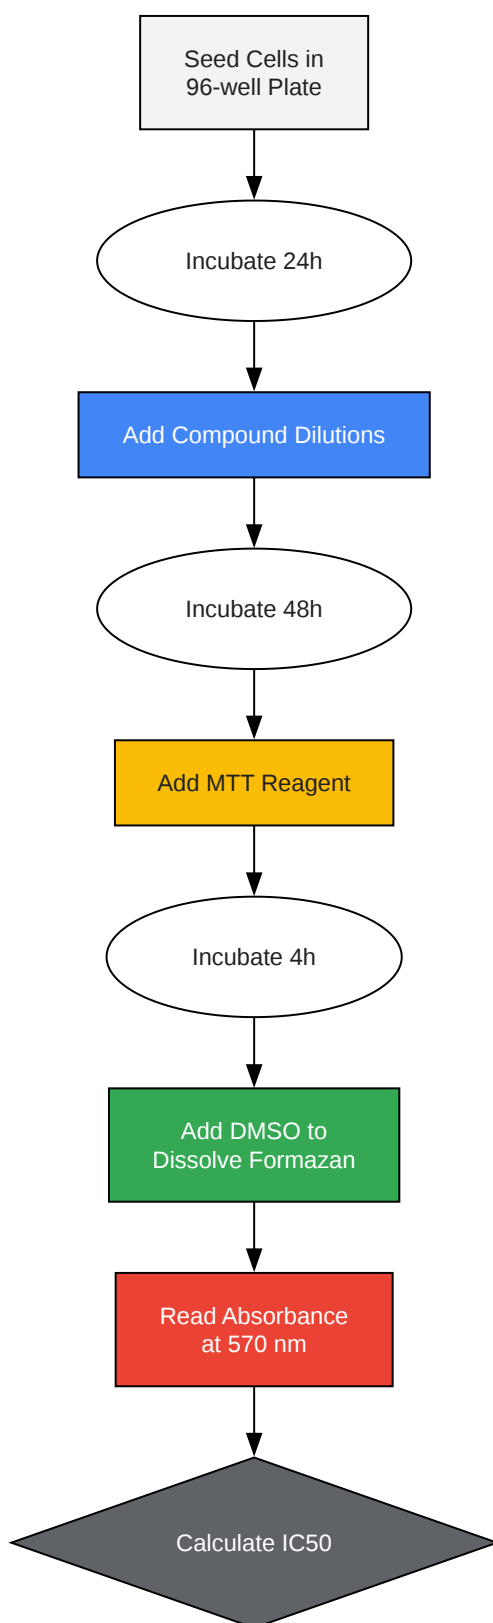 Seed Cells in
96-well Plate
Incubate 24h
Add Compound Dilutions
Incubate 48h
Add MTT Reagent
Incubate 4h
Add DMSO to
Dissolve Formazan
Read Absorbance
at 570 nm
Calculate IC50